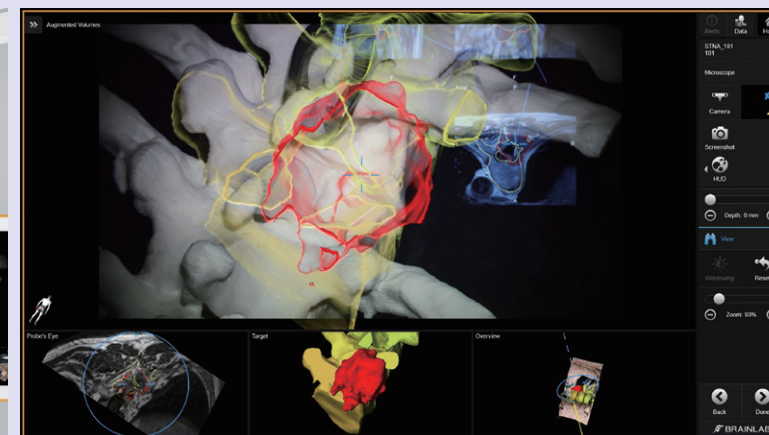 Augmented Volumes
Alerts
Data
STNA_181
181
Microscope
Camera
Screenshot
HUD
Depth: 0 mm
View
Windowing
Zoom: 93%
Probe's Eye
Target
Overview
Back
Done
BRAINLAB